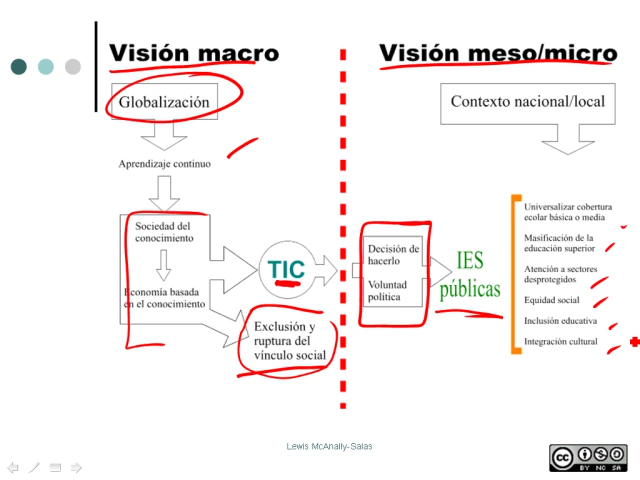 Visión macro
Visión meso/micro
Globalización
Contexto nacional/local
Aprendizaje continuo
Sociedad del
conocimiento
Economía basada
en el conocimiento
TIC
Exclusión y
ruptura del
vínculo social
Decisión de
hacerlo
Voluntad
política
IES
públicas
Universalizar cobertura
ecolar básica o media
Masificación de la
educación superior
Atención a sectores
desprotegidos
Equidad social
Inclusión educativa
Integración cultural
Lewis McAnally-Salas
cc
BY NC SA